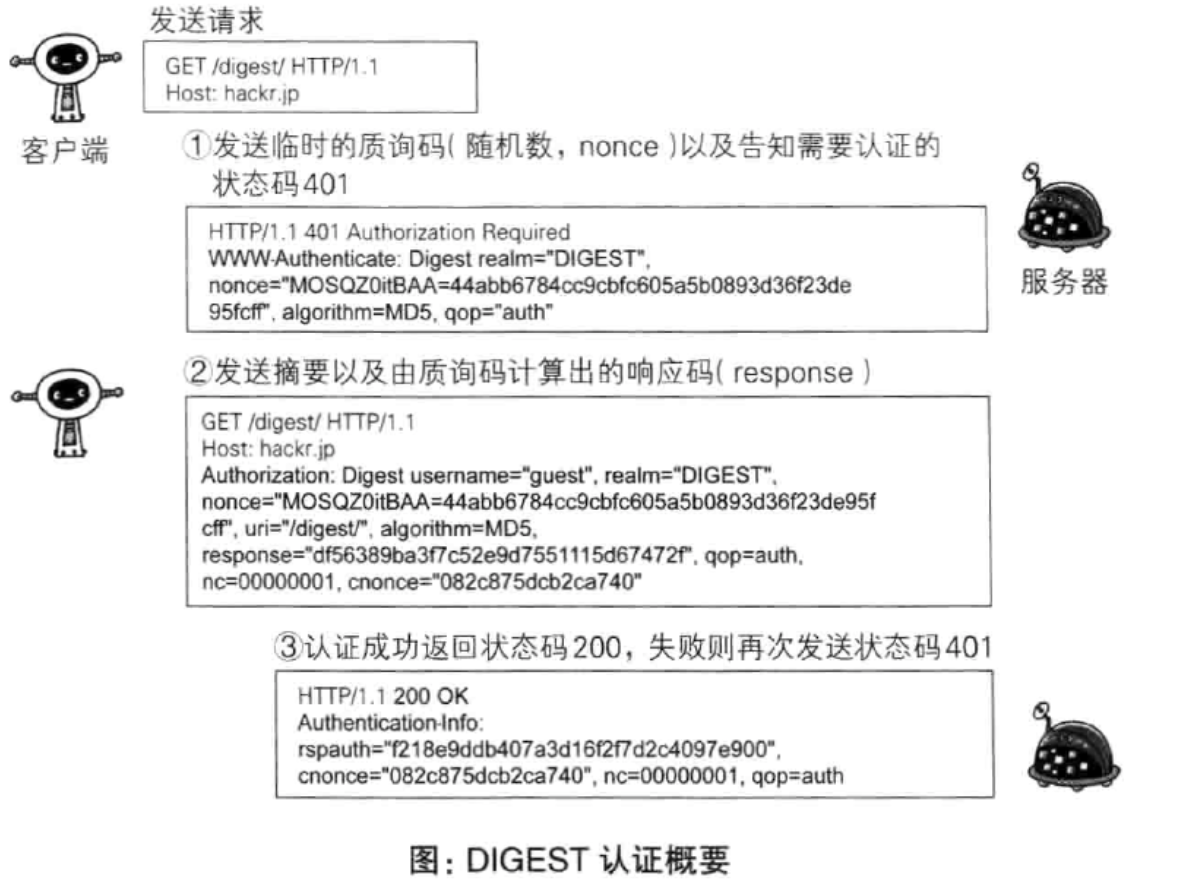 发送请求
GET /digest/ HTTP/1.1
Host: hackr.jp
客户端
①发送临时的质询码(随机数，nonce)以及告知需要认证的
状态码401
HTTP/1.1 401 Authorization Required
WWW-Authenticate: Digest realm="DIGEST",
nonce="MOSQZ0itBAA=44abb6784cc9cbfc605a5b0893d36f23de
95fcff", algorithm=MD5, qop="auth"
服务器
②发送摘要以及由质询码计算出的响应码(response)
GET /digest/ HTTP/1.1
Host: hackr.jp
Authorization: Digest username="guest", realm="DIGEST",
nonce="MOSQZ0itBAA=44abb6784cc9cbfc605a5b0893d36f23de95f
cff", uri="/digest/", algorithm=MD5,
response="df56389ba3f7c52e9d7551115d67472f", qop=auth,
nc=00000001, cnonce="082c875dcb2ca740"
③认证成功返回状态码200，失败则再次发送状态码401
HTTP/1.1 200 OK
Authentication-Info:
rspauth="f218e9ddb407a3d16f2f7d2c4097e900",
cnonce="082c875dcb2ca740", nc=00000001, qop=auth
图：DIGEST 认证概要